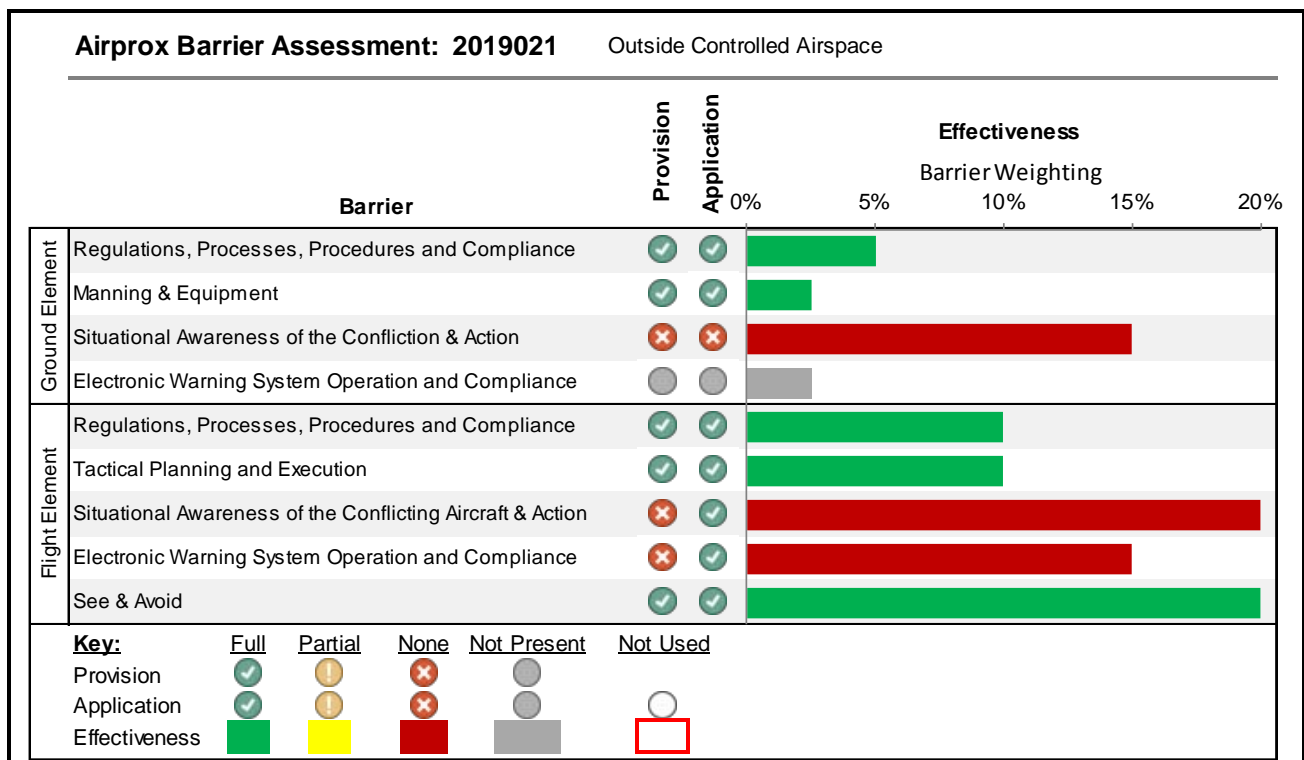 Airprox Barrier Assessment: 2019021 Outside Controlled Airspace
Provision
Application
Effectiveness
Barrier Weighting
Barrier
0% 5% 10% 15% 20%
Ground Element
Regulations, Processes, Procedures and Compliance
Manning & Equipment
Situational Awareness of the Confliction & Action
Electronic Warning System Operation and Compliance
Flight Element
Regulations, Processes, Procedures and Compliance
Tactical Planning and Execution
Situational Awareness of the Conflicting Aircraft & Action
Electronic Warning System Operation and Compliance
See & Avoid
Key: Full Partial None Not Present Not Used
Provision
Application
Effectiveness